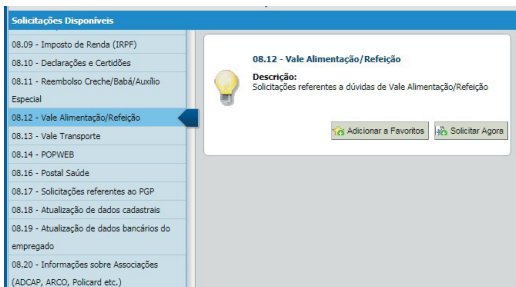 Solicitações Disponíveis
08.09 - Imposto de Renda (IRPF)
08.10 - Declarações e Certidões
08.11 - Reembolso Creche/Babá/Auxílio
Especial
08.12 - Vale Alimentação/Refeição
08.13 - Vale Transporte
08.14 - POPWEB
08.16 - Postal Saúde
08.17 - Solicitações referentes ao PGP
08.18 - Atualização de dados cadastrais
08.19 - Atualização de dados bancários do
empregado
08.20 - Informações sobre Associações
(ADCAP, ARCO, Policard etc.)
08.12 - Vale Alimentação/Refeição
Descrição:
Solicitações referentes a dúvidas de Vale Alimentação/Refeição
Adicionar a Favoritos
Solicitar Agora